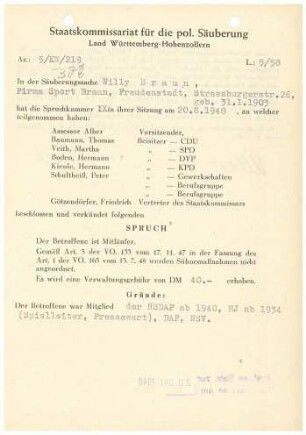 Staatskommissariat für die pol. Säuberung
Land Württemberg-Hohenzollern
Az.: 5/XX/219
L.: 5/50
In der Säuberungssache Willy Braun,
Firma Sport Braun, Freudenstadt, Strassburgerstr.26,
geb. 31.1.1903
hat die Spruchkammer IX in ihrer Sitzung am 20.8.1948, an welcher
teilgenommen haben:
Assessor Alber Vorsitzender,
Baumann, Thomas Beisitzer — CDU
Veith, Martha „ — SPD
Boden, Hermann „ — DVP
Kienle, Hermann „ — KPD
Schultheiß, Peter „ — Gewerkschaften
„ — Berufsgruppe
„ — Berufsgruppe
Götzendörfer, Friedrich Vertreter des Staatskommissars
beschlossen und verkündet folgenden
SPRUCH
Der Betroffene ist Mitläufer.
Gemäß Art. 5 der VO. 133 vom 17. 11. 47 in der Fassung des
Art. 1 der VO. 165 vom 13. 7. 48 werden Sühnemaßnahmen nicht
angeordnet.
Es wird eine Verwaltungsgebühr von DM 40.— erhoben.
Gründe:
Der Betroffene war Mitglied der NSDAP ab 1940, HJ ab 1934
(Spielleiter, Pressewart), DAF, NSV.